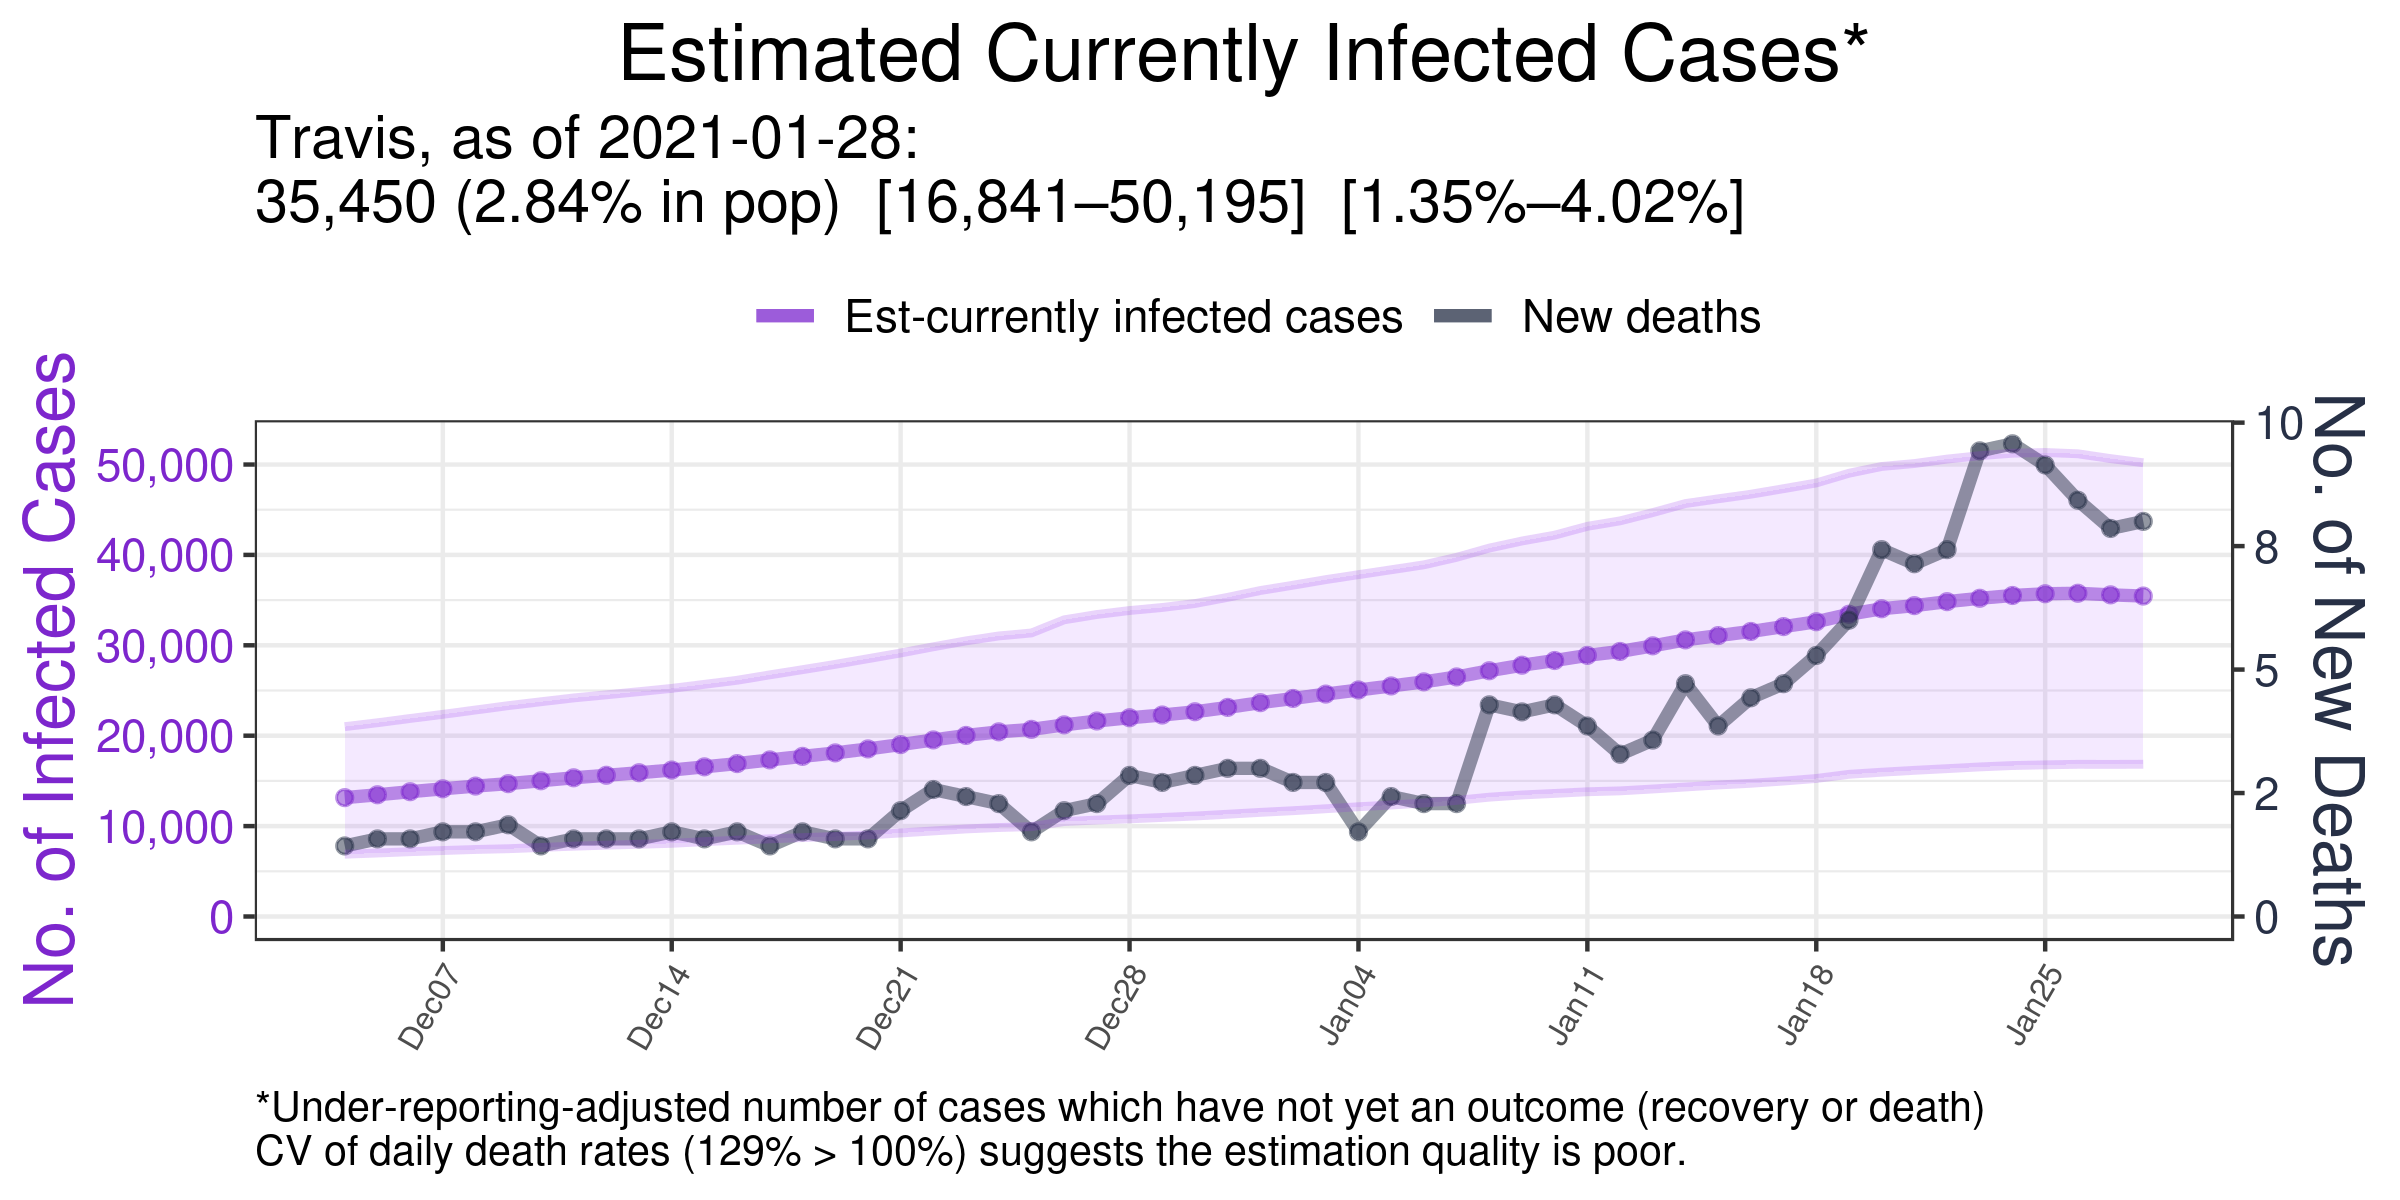 Estimated Currently Infected Cases*
Travis, as of 2021-01-28:
35,450 (2.84% in pop)  [16,841–50,195]  [1.35%–4.02%]
Est-currently infected cases
New deaths
No. of Infected Cases
50,000
40,000
30,000
20,000
10,000
0
10
8
5
2
0
No. of New Deaths
Dec07
Dec14
Dec21
Dec28
Jan04
Jan11
Jan18
Jan25
*Under-reporting-adjusted number of cases which have not yet an outcome (recovery or death)
CV of daily death rates (129% > 100%) suggests the estimation quality is poor.